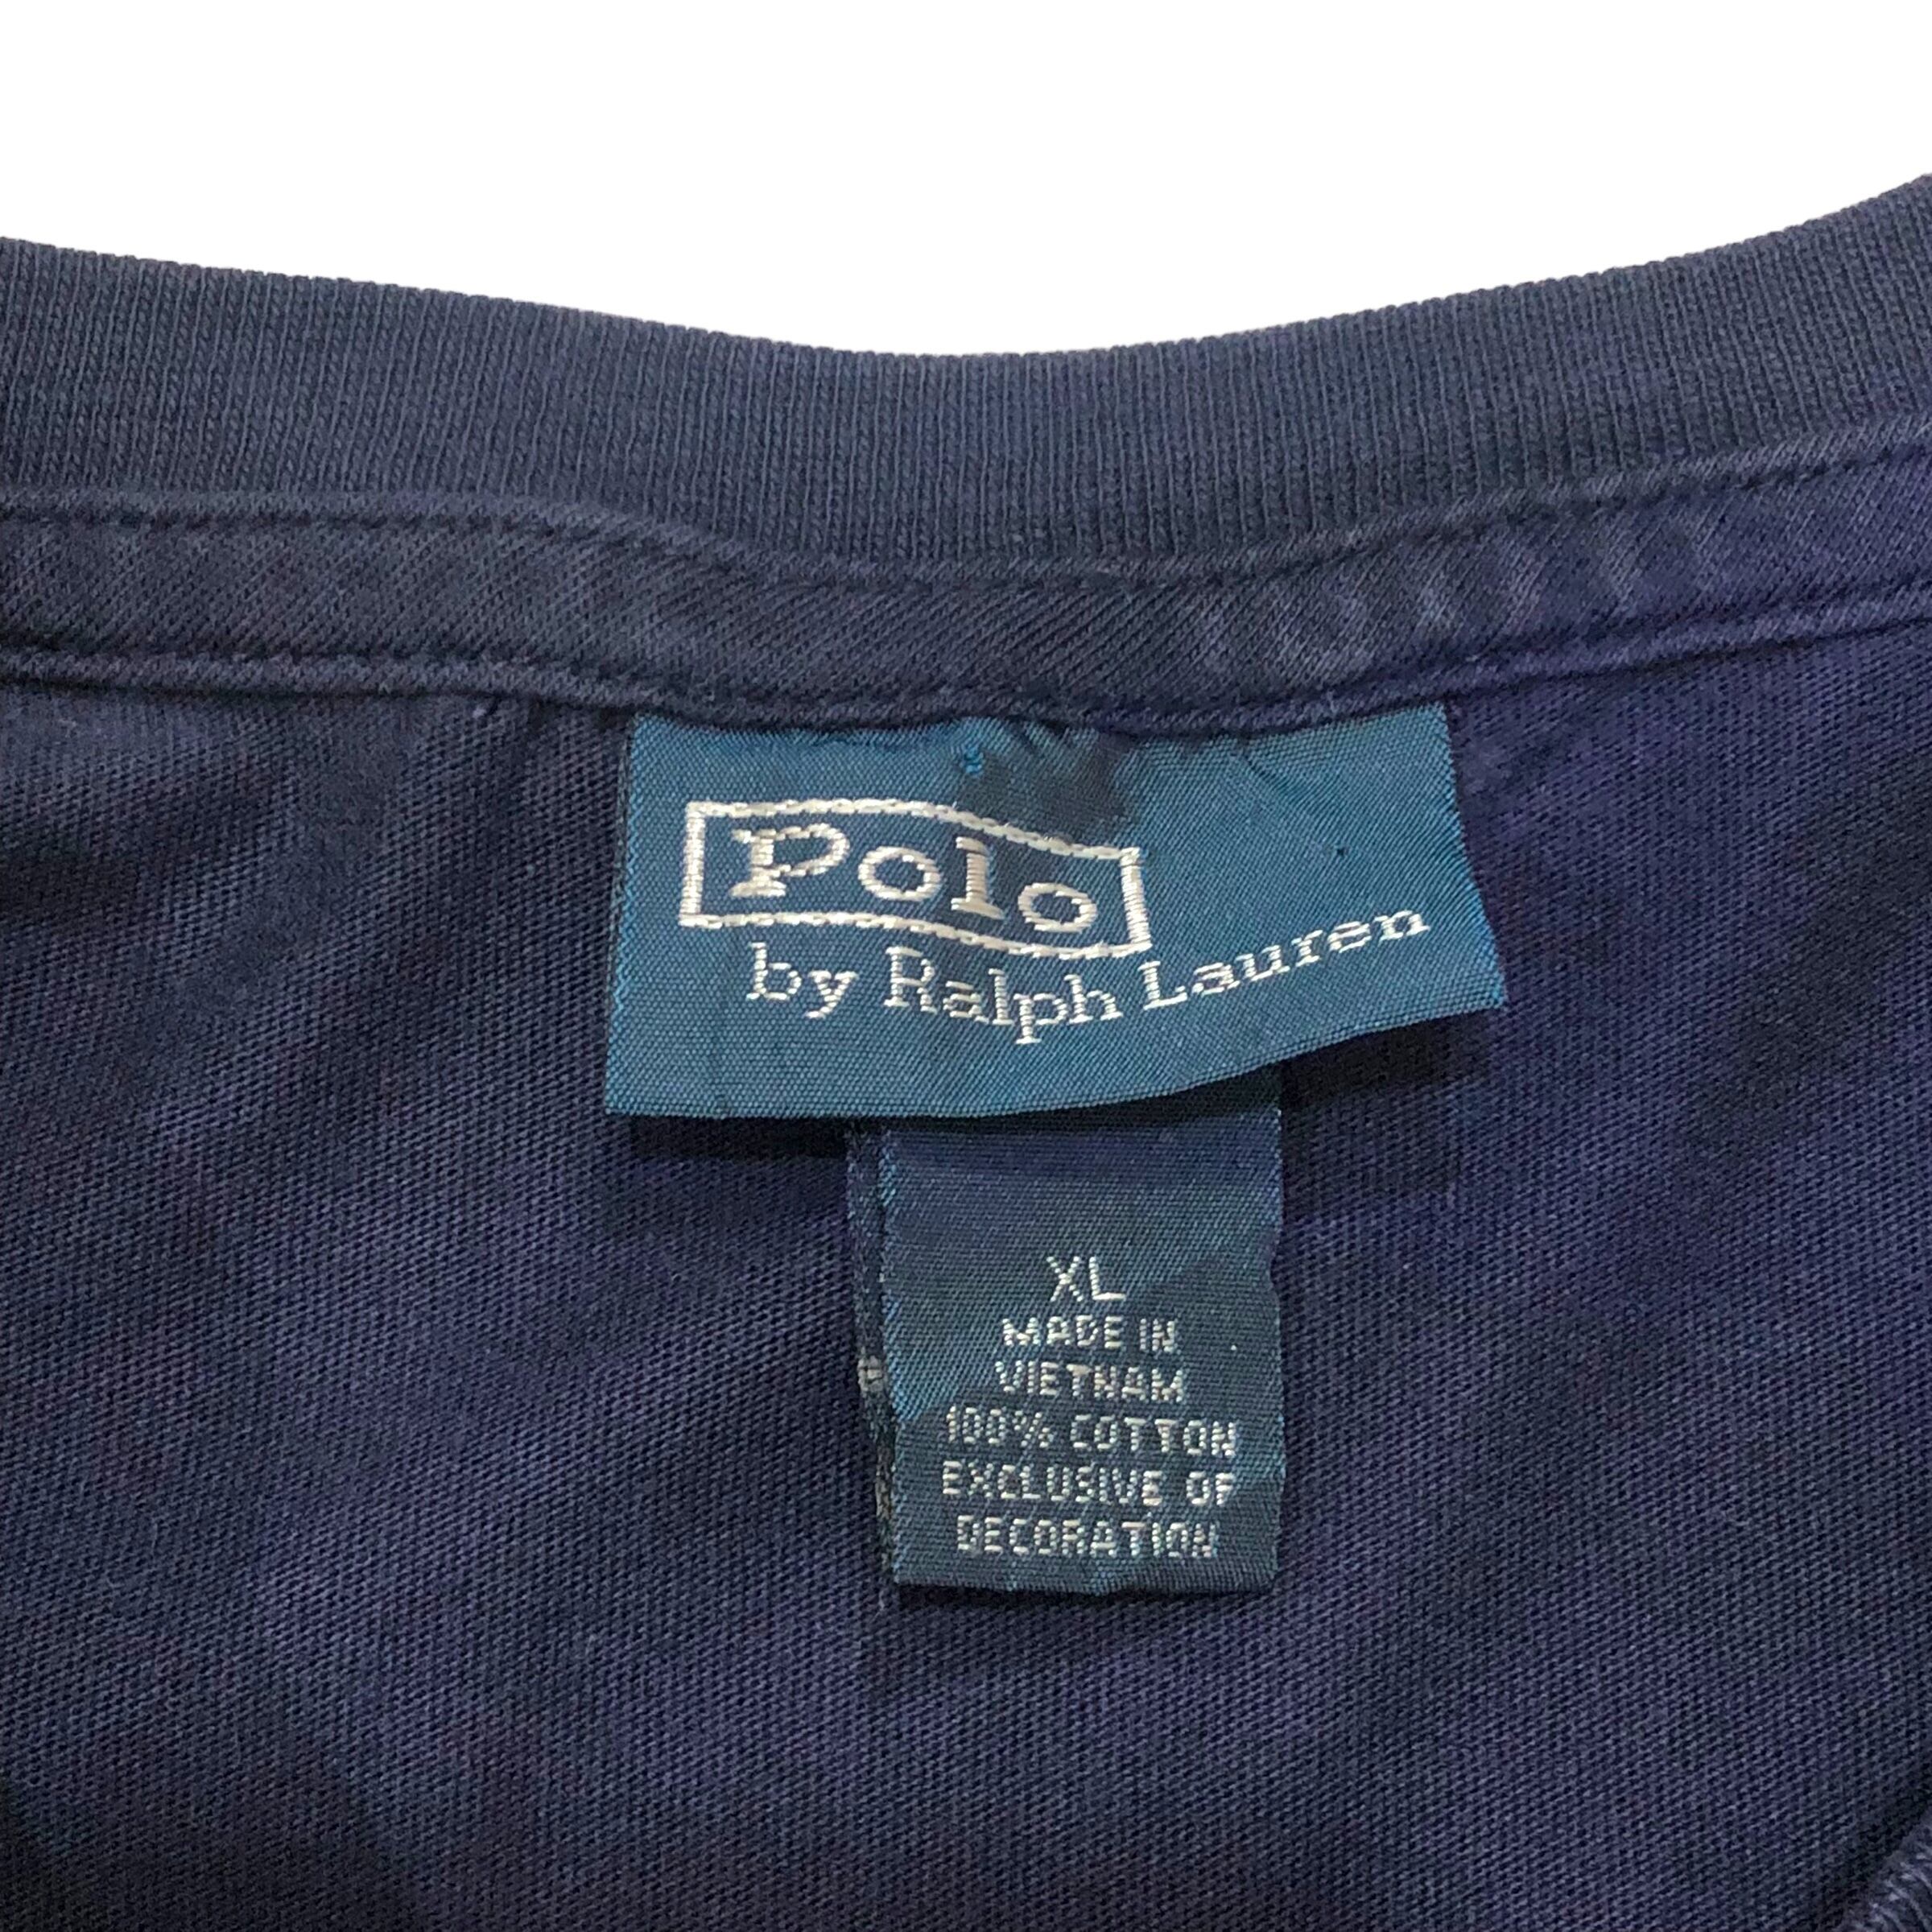 Polo
by Ralph Lauren
XL
MADE IN
VIETNAM
100% COTTON
EXCLUSIVE OF
DECORATION